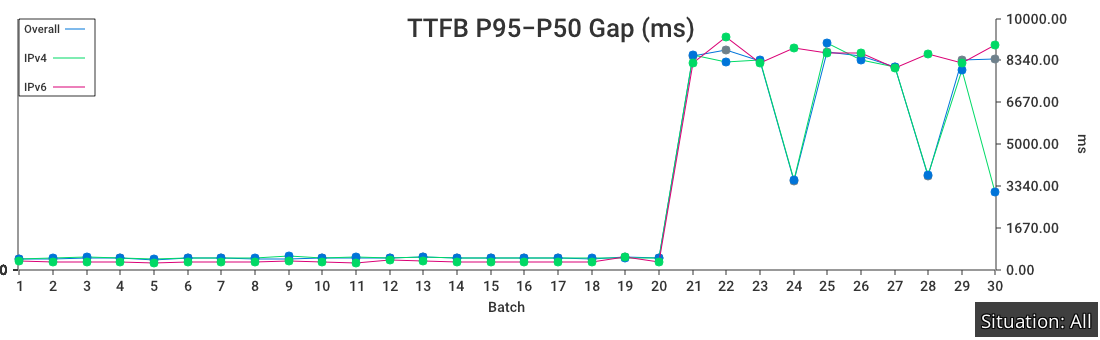 TTFB P95–P50 Gap (ms)
Overall
IPv4
IPv6
10000.00
8340.00
6670.00
5000.00
3340.00
1670.00
0.00
ms
0
1 2 3 4 5 6 7 8 9 10 11 12 13 14 15 16 17 18 19 20 21 22 23 24 25 26 27 28 29 30
Batch
Situation: All